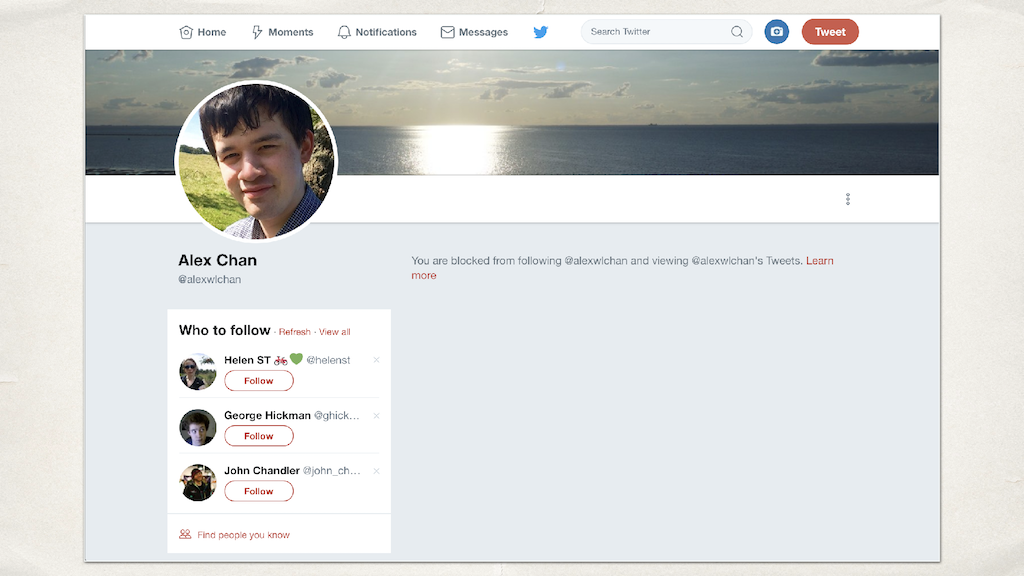 Home Moments Notifications Messages Search Twitter Tweet
Alex Chan
@alexwlchan
You are blocked from following @alexwlchan and viewing @alexwlchan's Tweets. Learn
more
Who to follow · Refresh · View all
Helen ST @helenst
Follow
George Hickman @ghick...
Follow
John Chandler @john_ch...
Follow
Find people you know